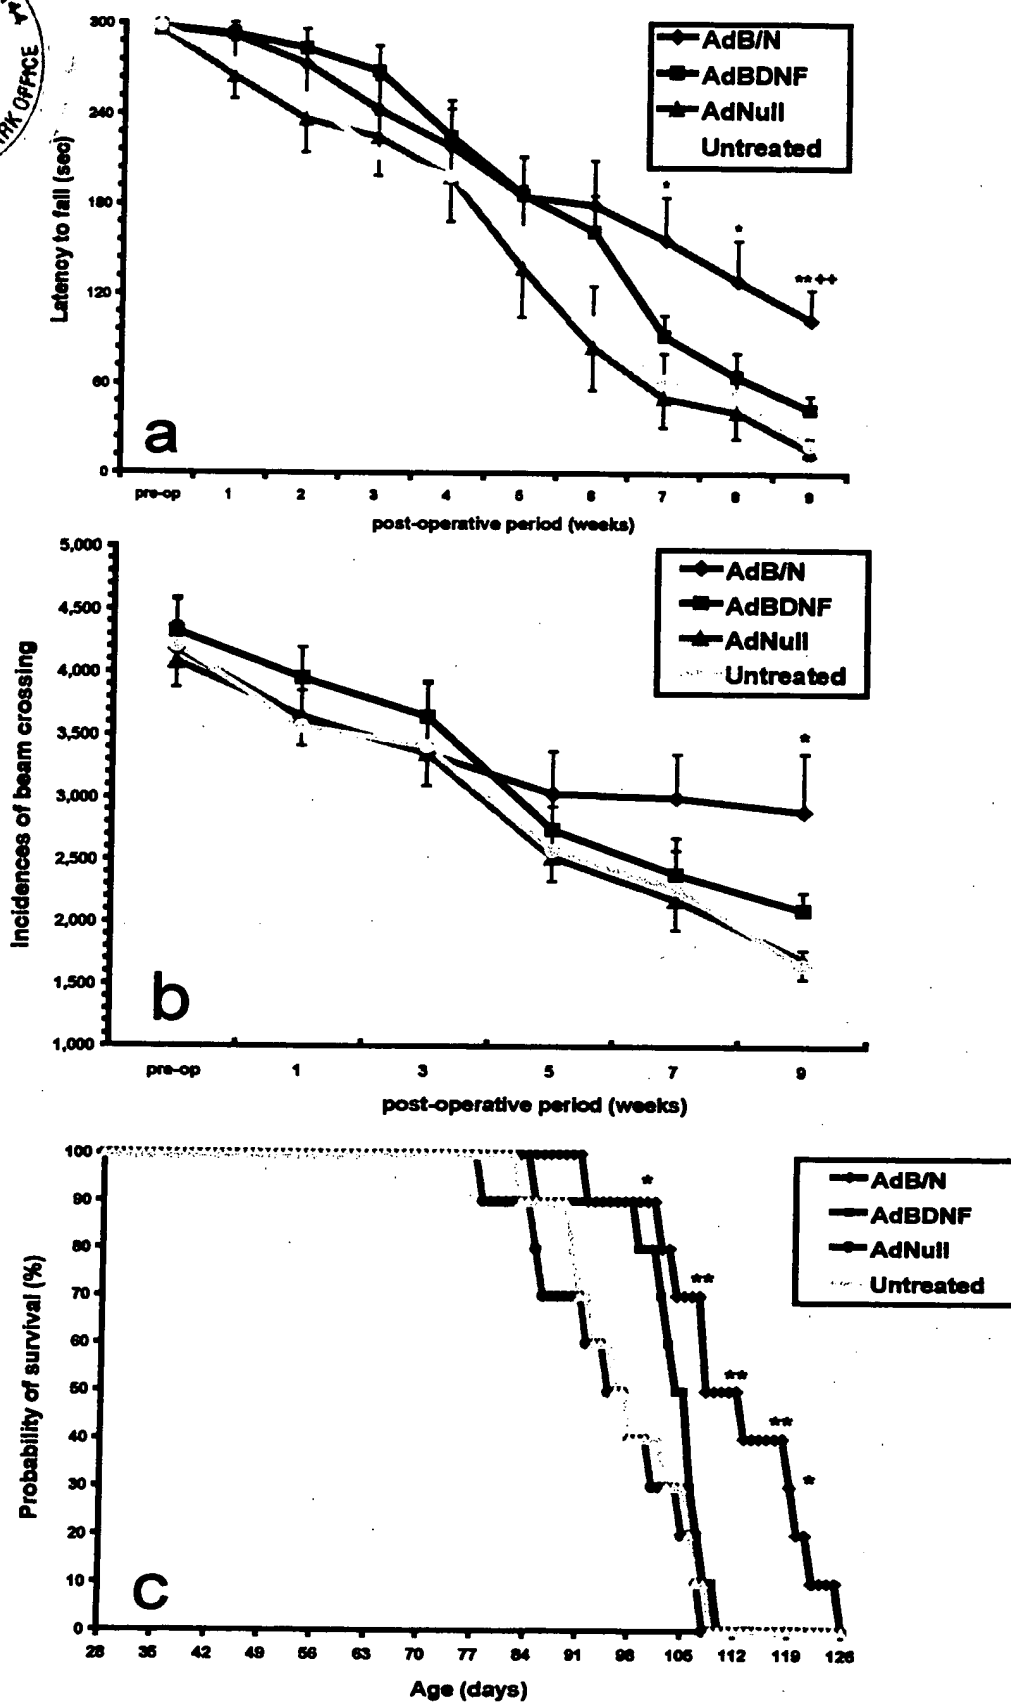 RK OFFICE
300
240
180
120
60
0
Latency to fall (sec)
AdB/N
AdBDNF
AdNull
Untreated
*
*
**++
a
pre-op 1 2 3 4 5 6 7 8 9
post-operative period (weeks)
5,000
4,500
4,000
3,500
3,000
2,500
2,000
1,500
1,000
Incidences of beam crossing
AdB/N
AdBDNF
AdNull
Untreated
*
b
pre-op 1 3 5 7 9
post-operative period (weeks)
100
90
80
70
60
50
40
30
20
10
0
Probability of survival (%)
AdB/N
AdBDNF
AdNull
Untreated
*
**
**
**
*
c
28 35 42 49 56 63 70 77 84 91 98 105 112 119 126
Age (days)